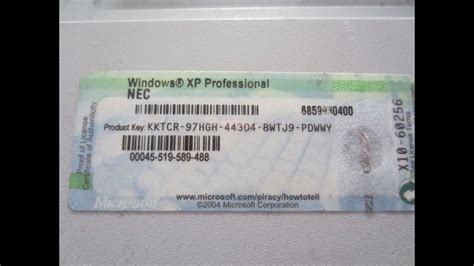 Windows® XP Professional
NEC
6859930400
Product Key: KKTCR-97HGH-443D4-8WTJ9-PDWWY
00045-519-589-488
Proof of License
Certificate of Authenticity
X10-60256
www.microsoft.com/piracy/howtotell
©2004 Microsoft Corporation
Microsoft